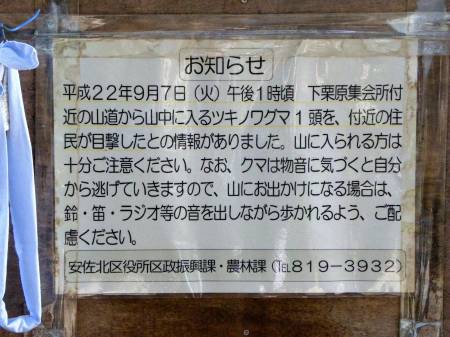 お知らせ
平成22年9月7日（火）午後1時頃　下栗原集会所付
近の山道から山中に入るツキノワグマ1頭を、付近の住
民が目撃したとの情報がありました。山に入られる方は
十分ご注意ください。なお、クマは物音に気づくと自分
から逃げていきますので、山にお出かけになる場合は、
鈴・笛・ラジオ等の音を出しながら歩かれるよう、ご配
慮ください。
安佐北区役所区政振興課・農林課（℡819−3932）